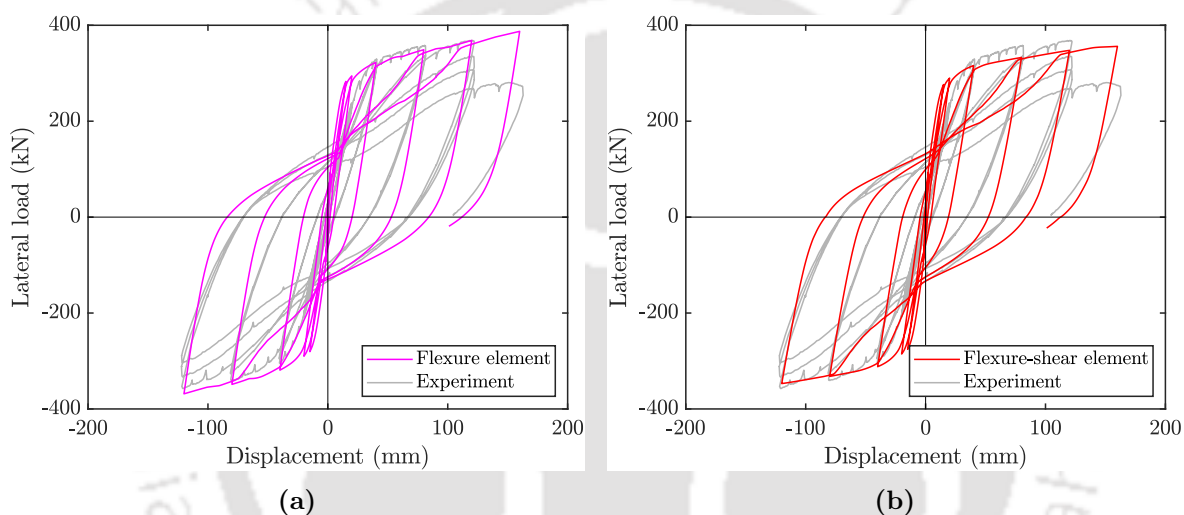 400
200
0
-200
-400
-200
-100
0
100
200
Lateral load (kN)
Displacement (mm)
Flexure element
Experiment
(a)
400
200
0
-200
-400
-200
-100
0
100
200
Lateral load (kN)
Displacement (mm)
Flexure-shear element
Experiment
(b)